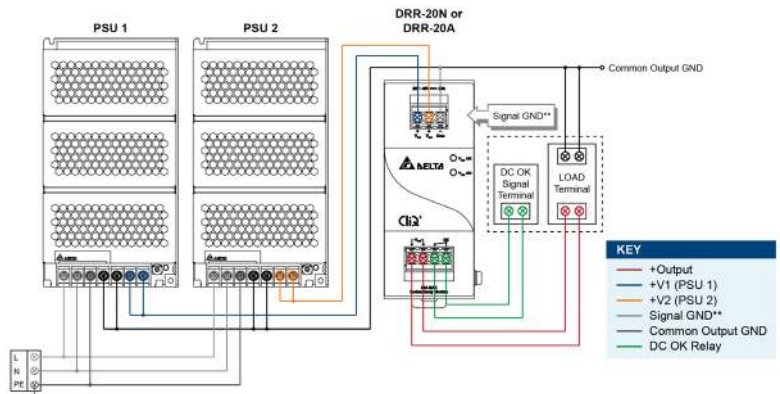 DRR-20N or
DRR-20A
PSU 1
PSU 2
Common Output GND
Signal GND**
DELTA
DC OK
Signal
Terminal
LOAD
Terminal
CliQ
KEY
+Output
+V1 (PSU 1)
+V2 (PSU 2)
Signal GND**
Common Output GND
DC OK Relay
L
N
PE